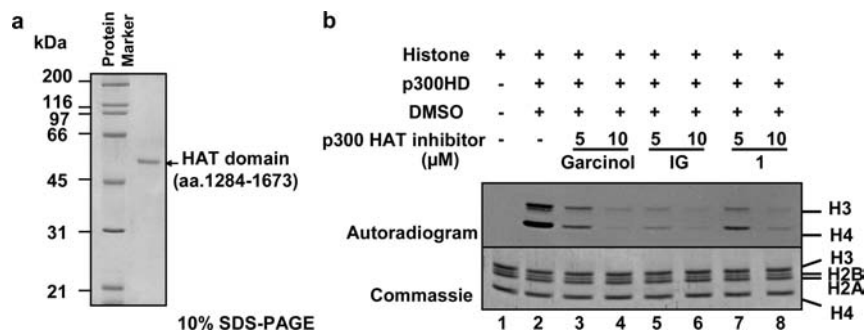 a
kDa
Protein
Marker
200
116
97
66
45
31
21
HAT domain
(aa.1284-1673)
10% SDS-PAGE
b
Histone + + + + + + + +
p300HD - + + + + + + +
DMSO - + + + + + + +
p300 HAT inhibitor - - 5 10 5 10 5 10
(µM) Garcinol IG 1
Autoradiogram
H3
H4
Commassie
H3
H2B
H2A
H4
1 2 3 4 5 6 7 8